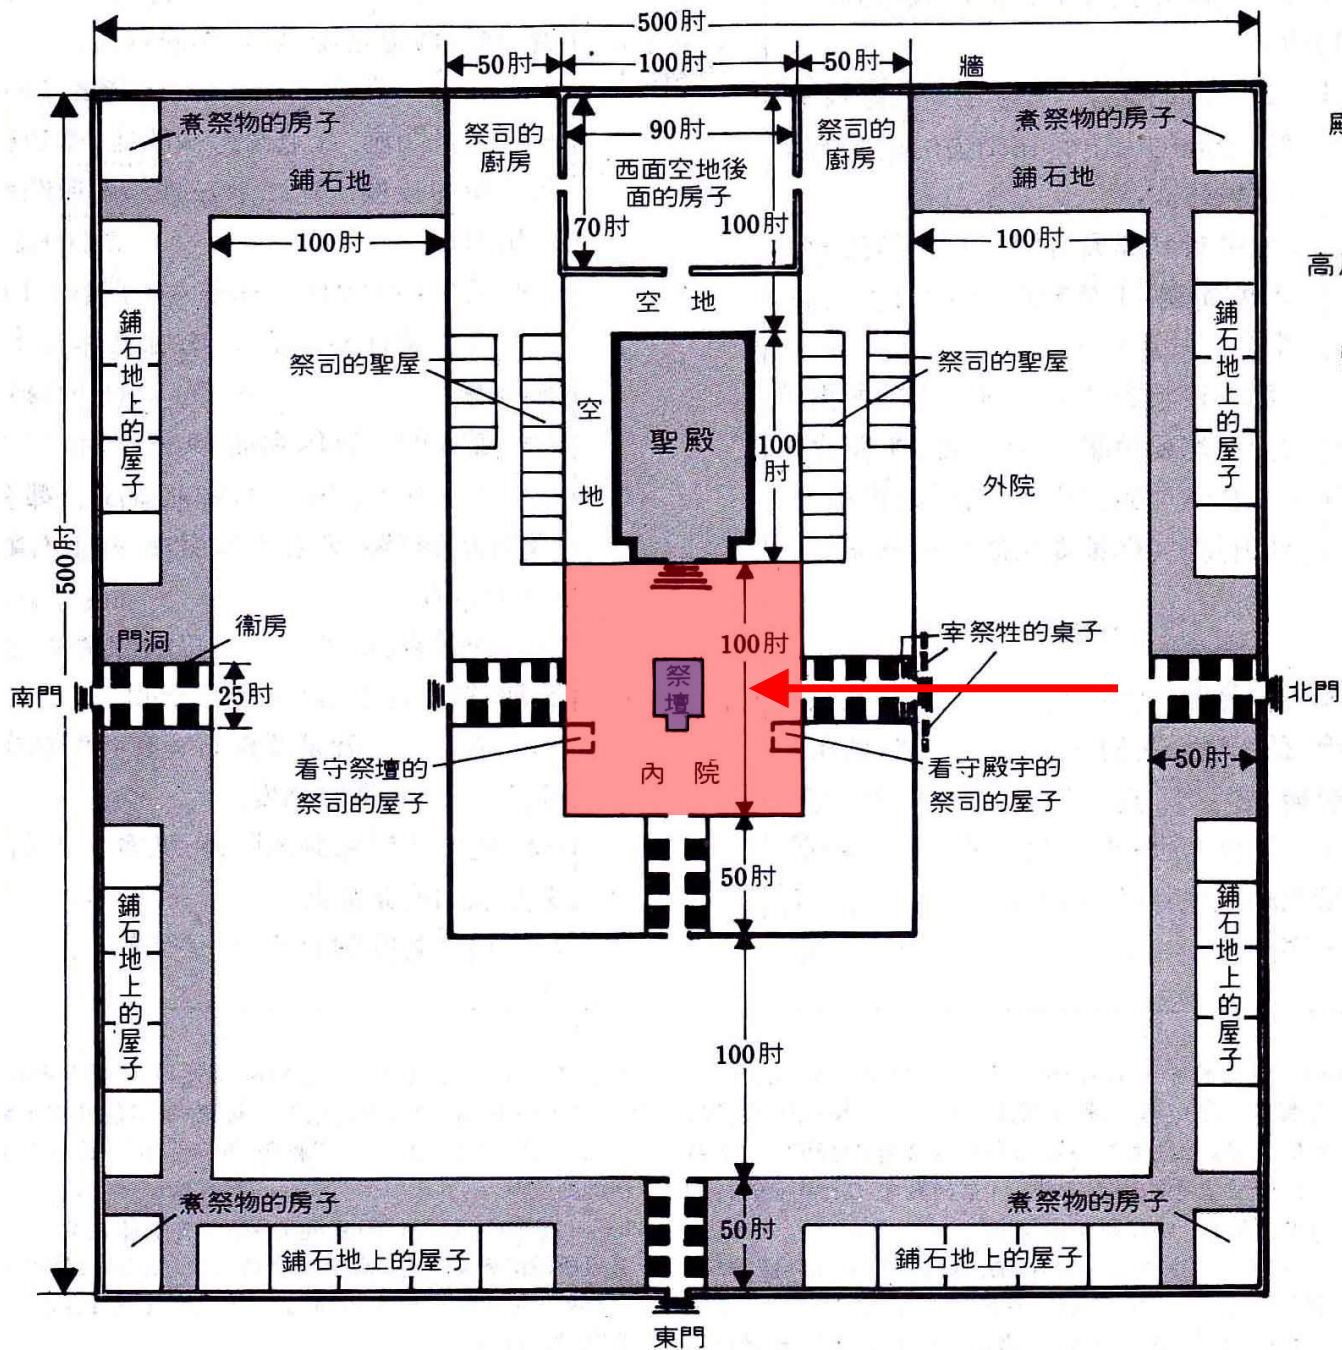 500肘
50肘
100肘
50肘
牆
煮祭物的房子
祭司的
廚房
90肘
祭司的
廚房
煮祭物的房子
殿
鋪石地
西面空地後
面的房子
鋪石地
70肘
100肘
100肘
100肘
高
空地
鋪石地上的屋子
祭司的聖屋
祭司的聖屋
鋪石地上的屋子
空地
聖殿
100
肘
外院
500肘
門洞
衞房
100肘
宰祭牲的桌子
南門
25肘
祭壇
北門
看守祭壇的
祭司的屋子
內院
看守殿宇的
祭司的屋子
50肘
50肘
鋪石地上的屋子
鋪石地上的屋子
100肘
煮祭物的房子
50肘
煮祭物的房子
鋪石地上的屋子
鋪石地上的屋子
東門